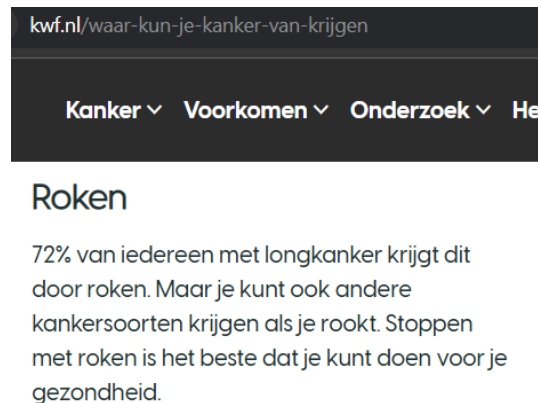 kwf.nl/waar-kun-je-kanker-van-krijgen
Kanker Voorkomen Onderzoek He
Roken
72% van iedereen met longkanker krijgt dit
door roken. Maar je kunt ook andere
kankersoorten krijgen als je rookt. Stoppen
met roken is het beste dat je kunt doen voor je
gezondheid.